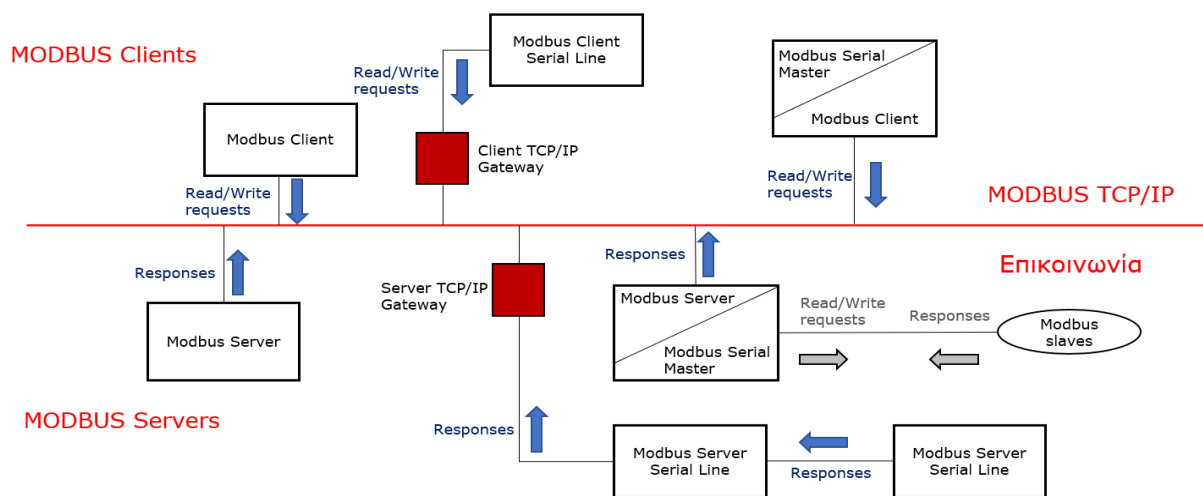 MODBUS Clients
Modbus Client
Serial Line
Read/Write
requests
Modbus Serial
Master
Modbus Client
Modbus Client
Client TCP/IP
Gateway
Read/Write
requests
Read/Write
requests
MODBUS TCP/IP
Responses
Server TCP/IP
Gateway
Responses
Επικοινωνία
Modbus Server
Modbus Serial
Master
Read/Write
requests
Responses
Modbus
slaves
Modbus Server
MODBUS Servers
Responses
Modbus Server
Serial Line
Responses
Modbus Server
Serial Line